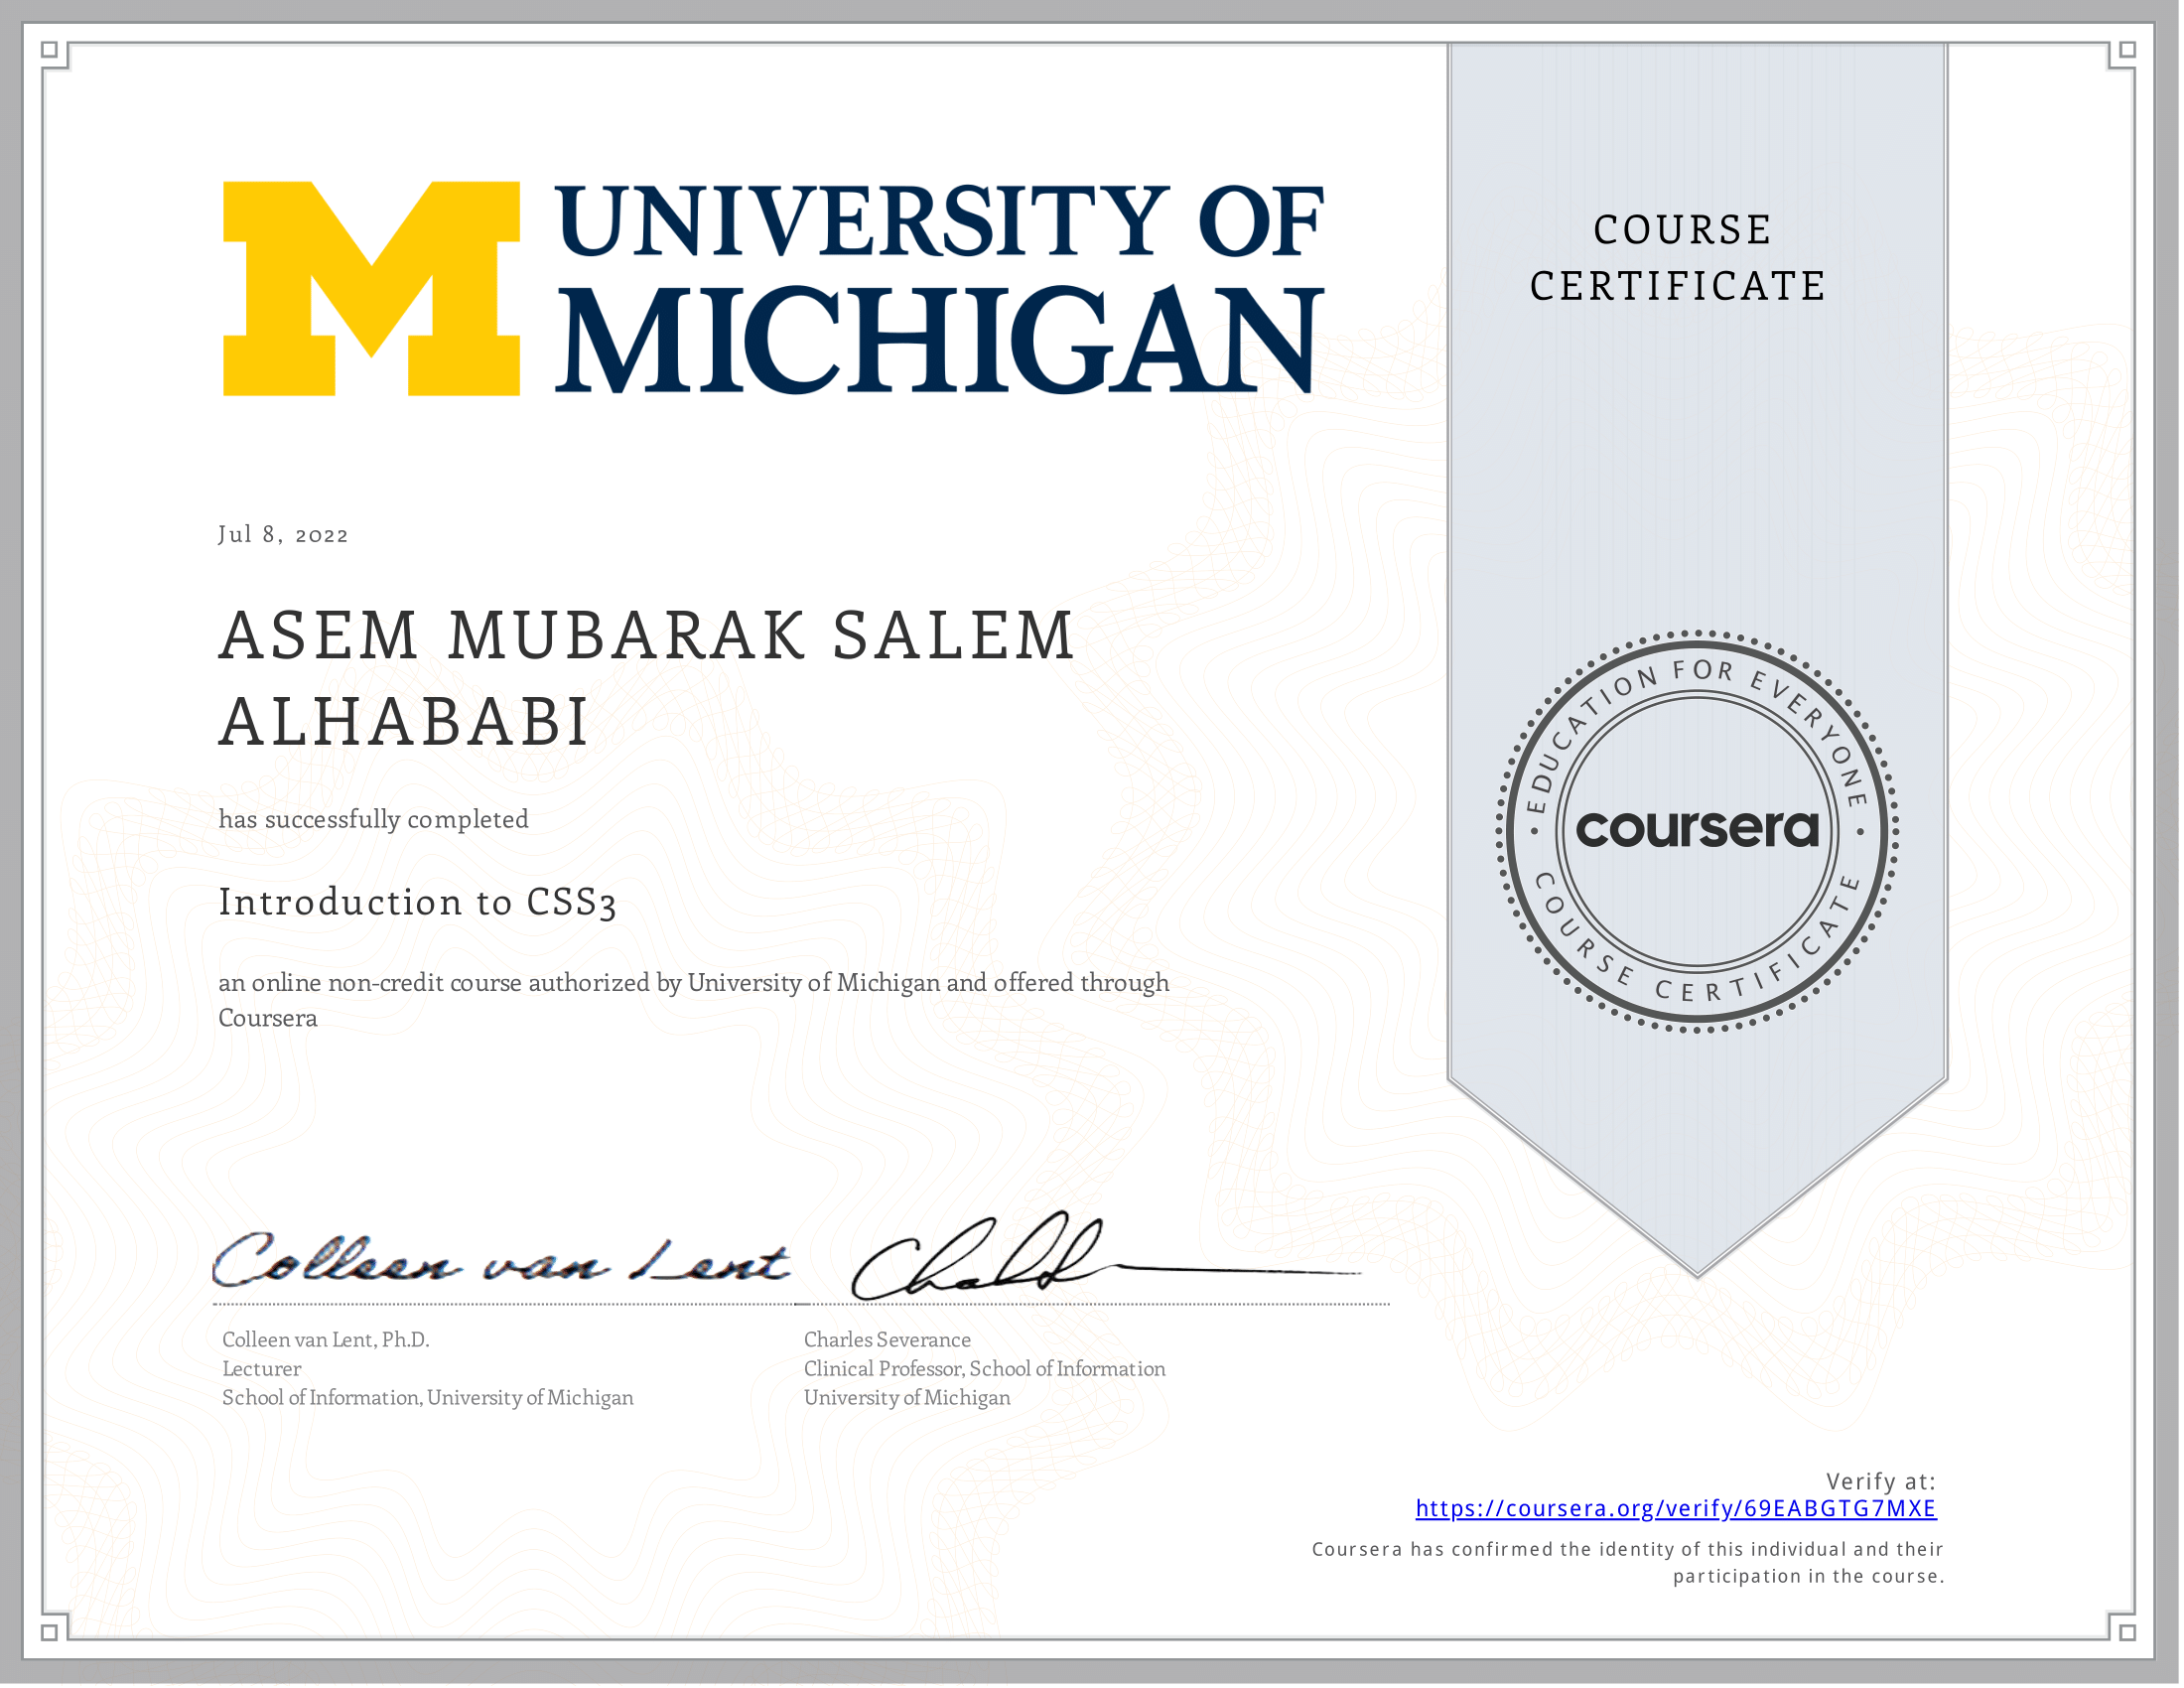 UNIVERSITY OF
MICHIGAN
COURSE
CERTIFICATE
Jul 8, 2022
ASEM MUBARAK SALEM
ALHABABI
has successfully completed
Introduction to CSS3
an online non-credit course authorized by University of Michigan and offered through
Coursera
EDUCATION FOR EVERYONE
coursera
COURSE CERTIFICATE
Colleen van Lent
Colleen van Lent, Ph.D.
Lecturer
School of Information, University of Michigan
Charles Severance
Clinical Professor, School of Information
University of Michigan
Verify at:
https://coursera.org/verify/69EABGTG7MXE
Coursera has confirmed the identity of this individual and their
participation in the course.